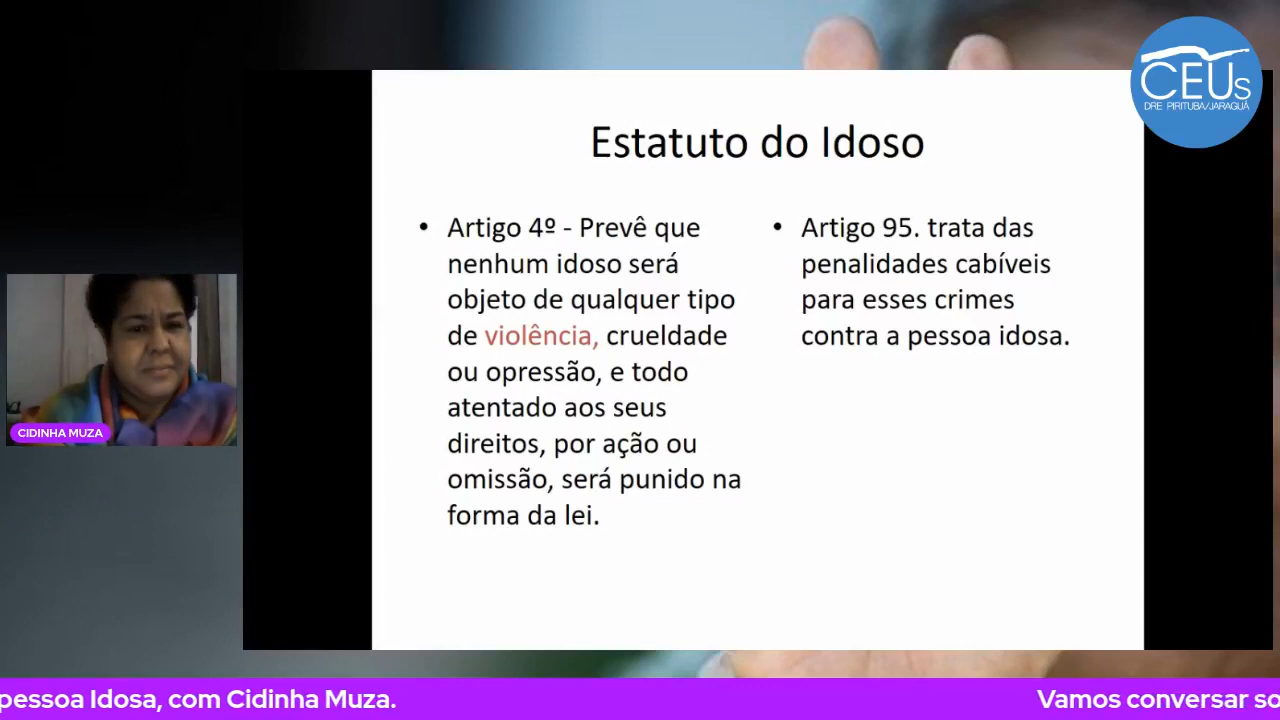 CEUs
DRE PIRITUBA/JARAGUÁ
Estatuto do Idoso
• Artigo 4º - Prevê que
nenhum idoso será
objeto de qualquer tipo
de violência, crueldade
ou opressão, e todo
atentado aos seus
direitos, por ação ou
omissão, será punido na
forma da lei.
• Artigo 95. trata das
penalidades cabíveis
para esses crimes
contra a pessoa idosa.
CIDINHA MUZA
pessoa Idosa, com Cidinha Muza.
Vamos conversar so